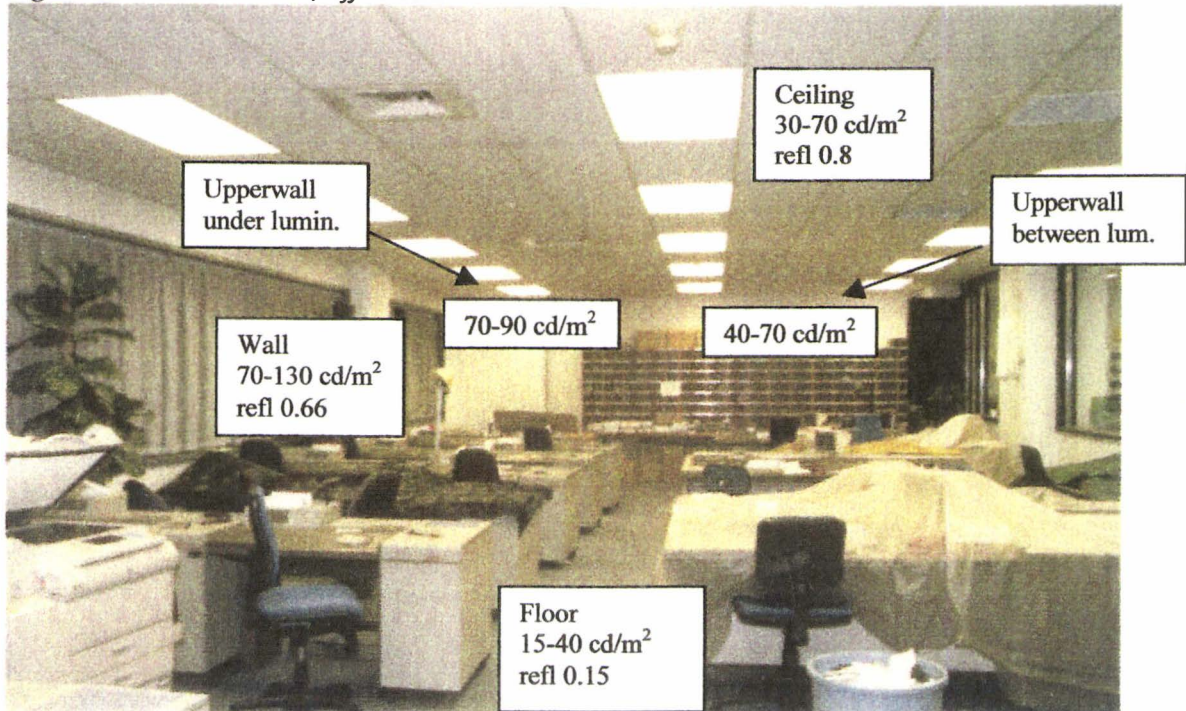 Ceiling
30-70 cd/m²
refl 0.8
Upperwall
under lumin.
Upperwall
between lum.
70-90 cd/m²
40-70 cd/m²
Wall
70-130 cd/m²
refl 0.66
Floor
15-40 cd/m²
refl 0.15